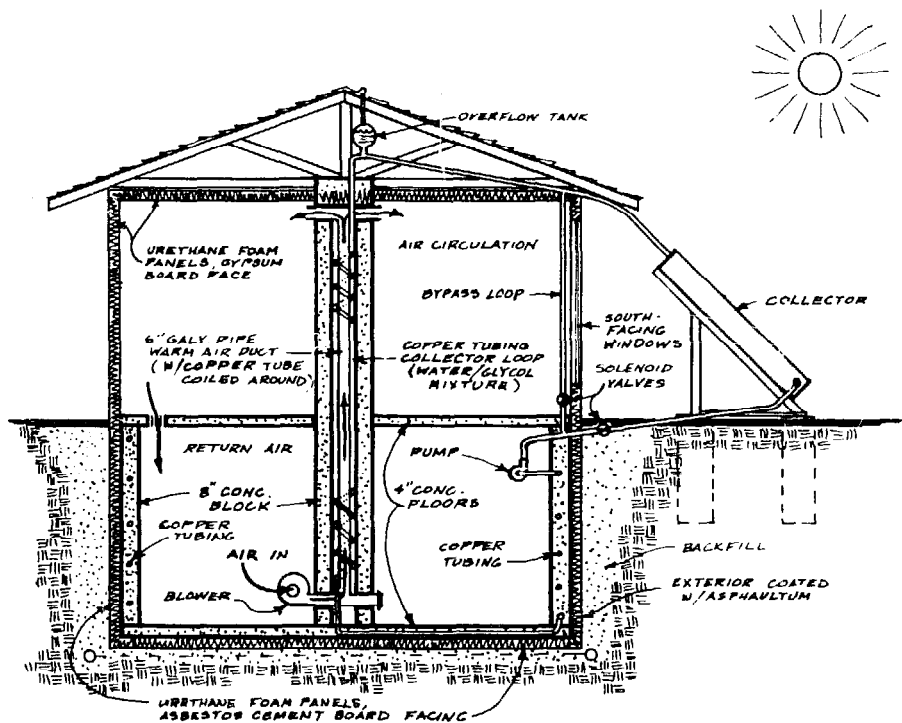 OVERFLOW TANK
URETHANE FOAM
PANELS, GYPSUM
BOARD FACE
AIR CIRCULATION
BYPASS LOOP
COLLECTOR
SOUTH-
FACING
WINDOWS
6" GALV PIPE
WARM AIR DUCT
(W/COPPER TUBE
COILED AROUND)
COPPER TUBING
COLLECTOR LOOP
(WATER/GLYCOL
MIXTURE)
SOLENOID
VALVES
RETURN AIR
PUMP
8" CONC.
BLOCK
4" CONC.
FLOORS
COPPER
TUBING
AIR IN
BLOWER
COPPER
TUBING
BACKFILL
EXTERIOR COATED
W/ASPHAULTUM
URETHANE FOAM PANELS,
ASBESTOS CEMENT BOARD FACING